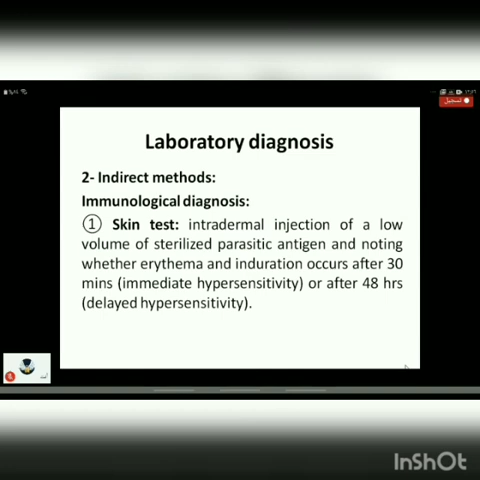 تسجيل
Laboratory diagnosis
2- Indirect methods:
Immunological diagnosis:
① Skin test: intradermal injection of a low
volume of sterilized parasitic antigen and noting
whether erythema and induration occurs after 30
mins (immediate hypersensitivity) or after 48 hrs
(delayed hypersensitivity).
InShOt